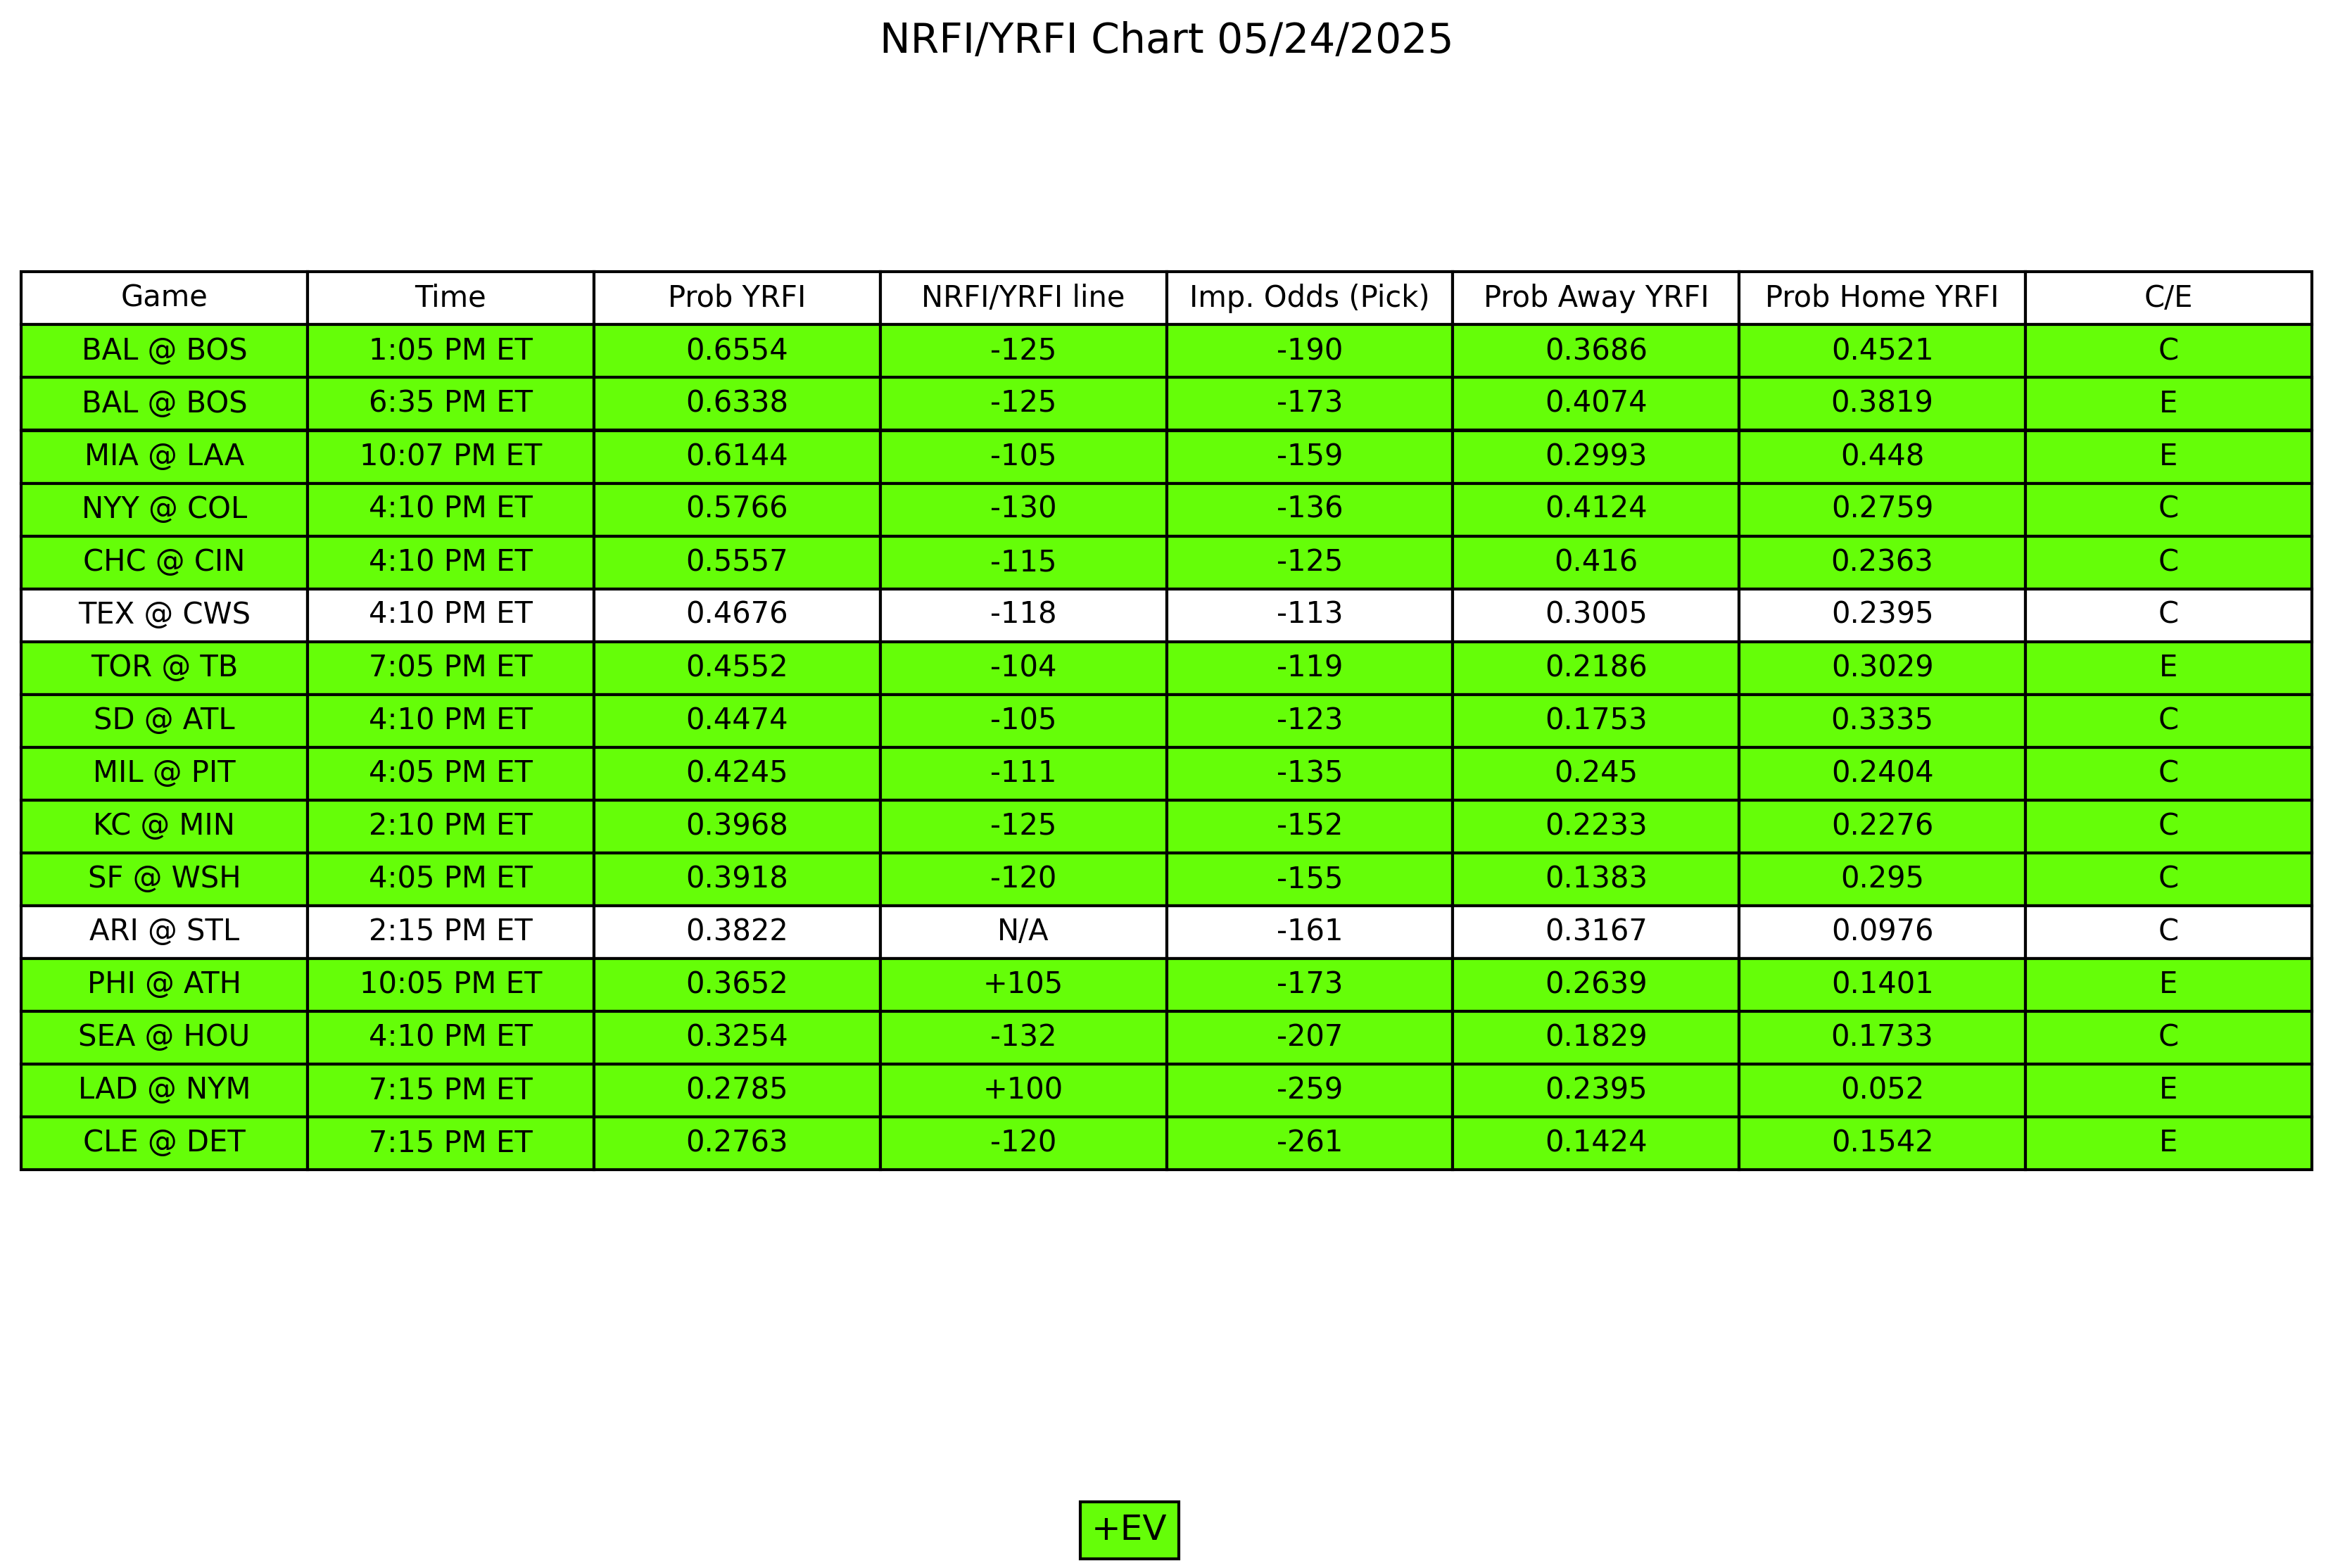 NRFI/YRFI Chart 05/24/2025
Game Time Prob YRFI NRFI/YRFI line Imp. Odds (Pick) Prob Away YRFI Prob Home YRFI C/E
BAL @ BOS 1:05 PM ET 0.6554 -125 -190 0.3686 0.4521 C
BAL @ BOS 6:35 PM ET 0.6338 -125 -173 0.4074 0.3819 E
MIA @ LAA 10:07 PM ET 0.6144 -105 -159 0.2993 0.448 E
NYY @ COL 4:10 PM ET 0.5766 -130 -136 0.4124 0.2759 C
CHC @ CIN 4:10 PM ET 0.5557 -115 -125 0.416 0.2363 C
TEX @ CWS 4:10 PM ET 0.4676 -118 -113 0.3005 0.2395 C
TOR @ TB 7:05 PM ET 0.4552 -104 -119 0.2186 0.3029 E
SD @ ATL 4:10 PM ET 0.4474 -105 -123 0.1753 0.3335 C
MIL @ PIT 4:05 PM ET 0.4245 -111 -135 0.245 0.2404 C
KC @ MIN 2:10 PM ET 0.3968 -125 -152 0.2233 0.2276 C
SF @ WSH 4:05 PM ET 0.3918 -120 -155 0.1383 0.295 C
ARI @ STL 2:15 PM ET 0.3822 N/A -161 0.3167 0.0976 C
PHI @ ATH 10:05 PM ET 0.3652 +105 -173 0.2639 0.1401 E
SEA @ HOU 4:10 PM ET 0.3254 -132 -207 0.1829 0.1733 C
LAD @ NYM 7:15 PM ET 0.2785 +100 -259 0.2395 0.052 E
CLE @ DET 7:15 PM ET 0.2763 -120 -261 0.1424 0.1542 E
+EV